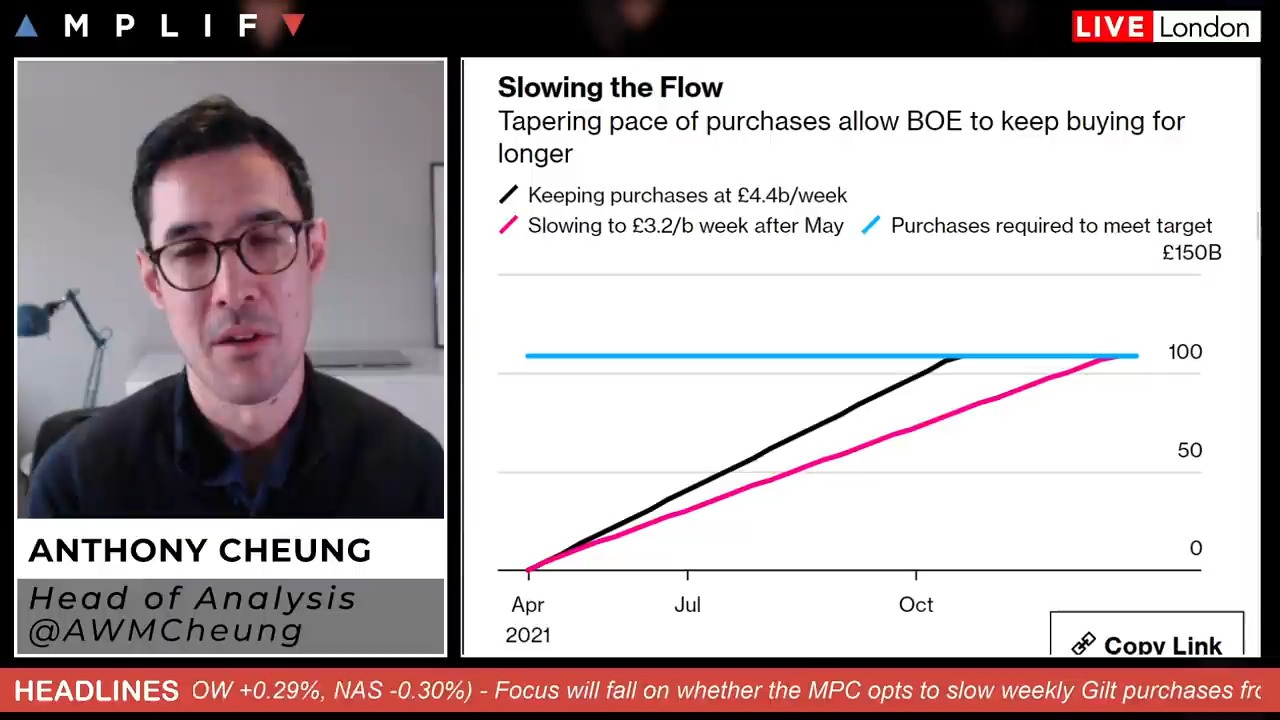 AMPLIFY
LIVE London
Slowing the Flow
Tapering pace of purchases allow BOE to keep buying for
longer
Keeping purchases at £4.4b/week
Slowing to £3.2/b week after May
Purchases required to meet target
£150B
100
50
0
Apr
Jul
Oct
2021
Copy Link
ANTHONY CHEUNG
Head of Analysis
@AWMCheung
HEADLINES OW +0.29%, NAS -0.30%) - Focus will fall on whether the MPC opts to slow weekly Gilt purchases